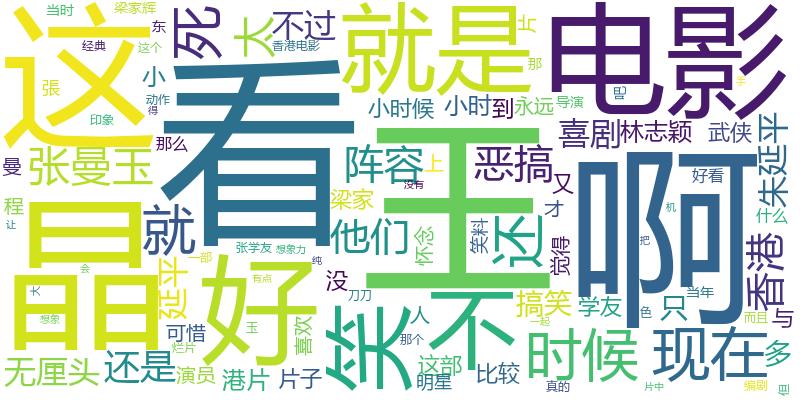 当时
梁家辉
东
死
大
不过
就是
片
电影
这
经典
这个
香港电影
那
張
小
动作
得
看
小时候
小时
到
永远
导演
吧
印象
那么
王
喜剧
林志颖
武侠
朱延平
曼
张曼玉
阵容
上
恶搞
又
啊
好看
程
让
晶
就
梁家
没有
才
机
什么
张学友
想象力
他们
怀念
笑料
还
觉得
把
香港
延平
一部
纯
好
没
刀刀
不
搞笑
学友
只
当年
大
会
有点
想象
可惜
玉
喜欢
笑
人
那个
一起
色
与
而且
无厘头
烂片
还是
演员
港片
片子
这部
明星
比较
时候
真的
现在
片中
多
编剧
但